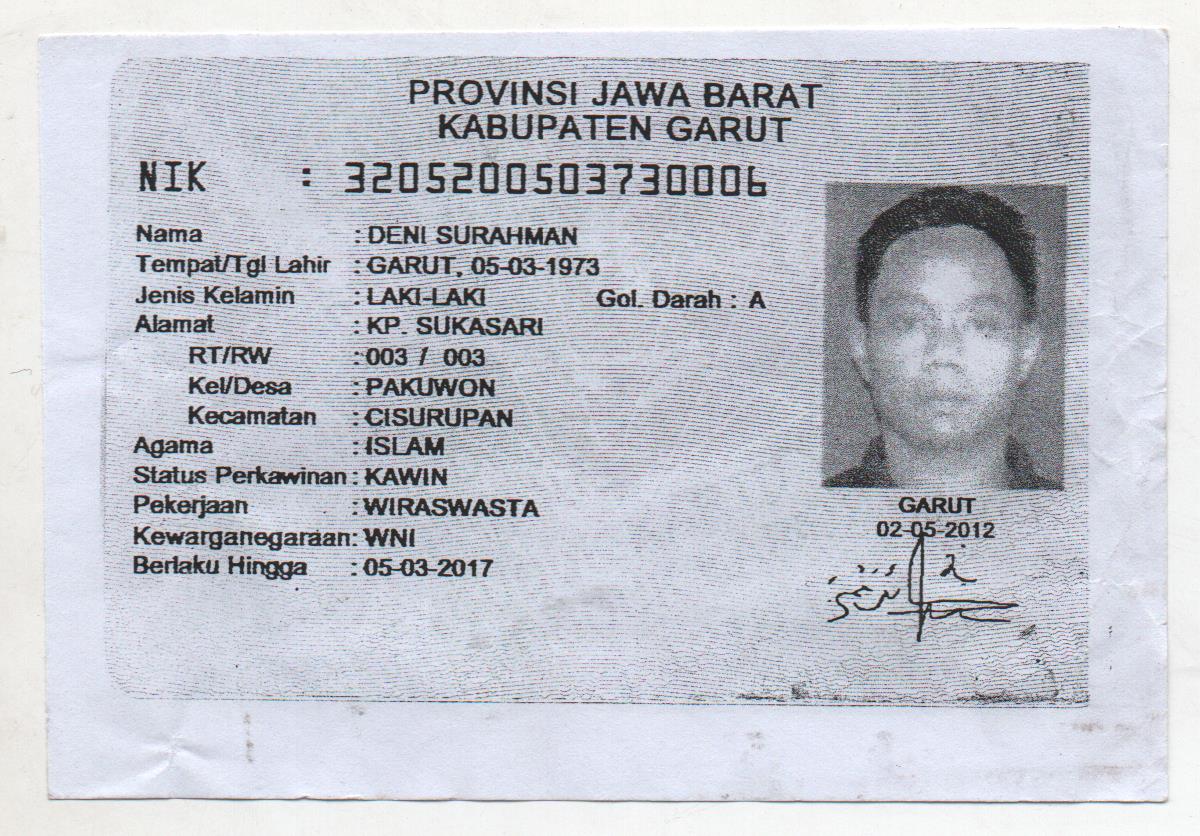 PROVINSI JAWA BARAT
KABUPATEN GARUT
NIK : 3205200503730006
Nama : DENI SURAHMAN
Tempat/Tgl Lahir : GARUT, 05-03-1973
Jenis Kelamin : LAKI-LAKI Gol. Darah : A
Alamat : KP. SUKASARI
RT/RW : 003 / 003
Kel/Desa : PAKUWON
Kecamatan : CISURUPAN
Agama : ISLAM
Status Perkawinan : KAWIN
Pekerjaan : WIRASWASTA
Kewarganegaraan: WNI
Berlaku Hingga : 05-03-2017
GARUT
02-05-2012